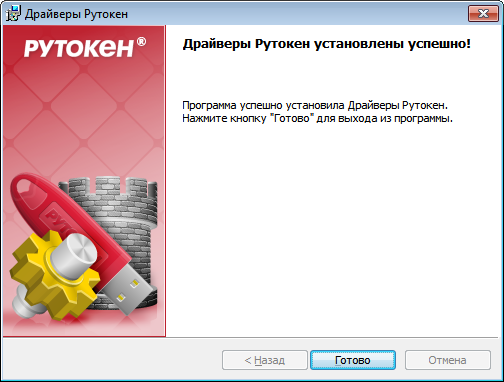 Драйверы Рутокен
РУТОКЕН®
Драйверы Рутокен установлены успешно!
Программа успешно установила Драйверы Рутокен.
Нажмите кнопку "Готово" для выхода из программы.
РУТО
< Назад
Готово
Отмена